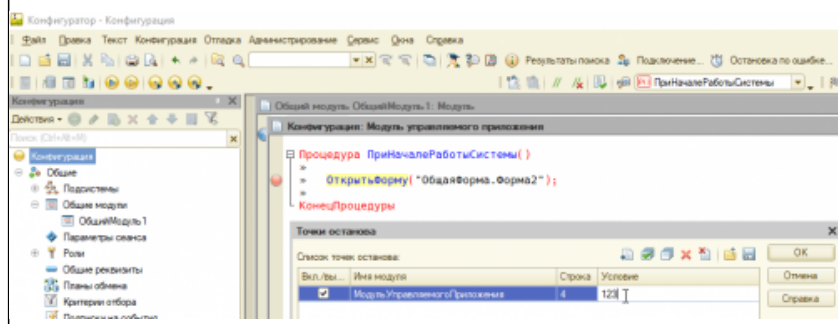 Конфигуратор - Конфигурация
Файл Правка Текст Конфигурация Отладка Администрирование Сервис Окна Справка
Результаты поиска Подключение... Остановка по ошибке...
ПриНачалеРаботыСистемы
Конфигурация
Действия
Поиск (Ctrl+Alt+M)
Конфигурация
Общие
Подсистемы
Общие модули
ОбщийМодуль1
Параметры сеанса
Роли
Общие реквизиты
Планы обмена
Критерии отбора
Подписки на события
Общий модуль ОбщийМодуль1: Модуль
Конфигурация: Модуль управляемого приложения
Процедура ПриНачалеРаботыСистемы()
ОткрытьФорму("ОбщаяФорма.Форма2");
КонецПроцедуры
Точки останова
Список точек останова:
OK
Вкл./вы... Имя модуля Строка Условие
МодульУправляемогоПриложения 4 123
Отмена
Справка